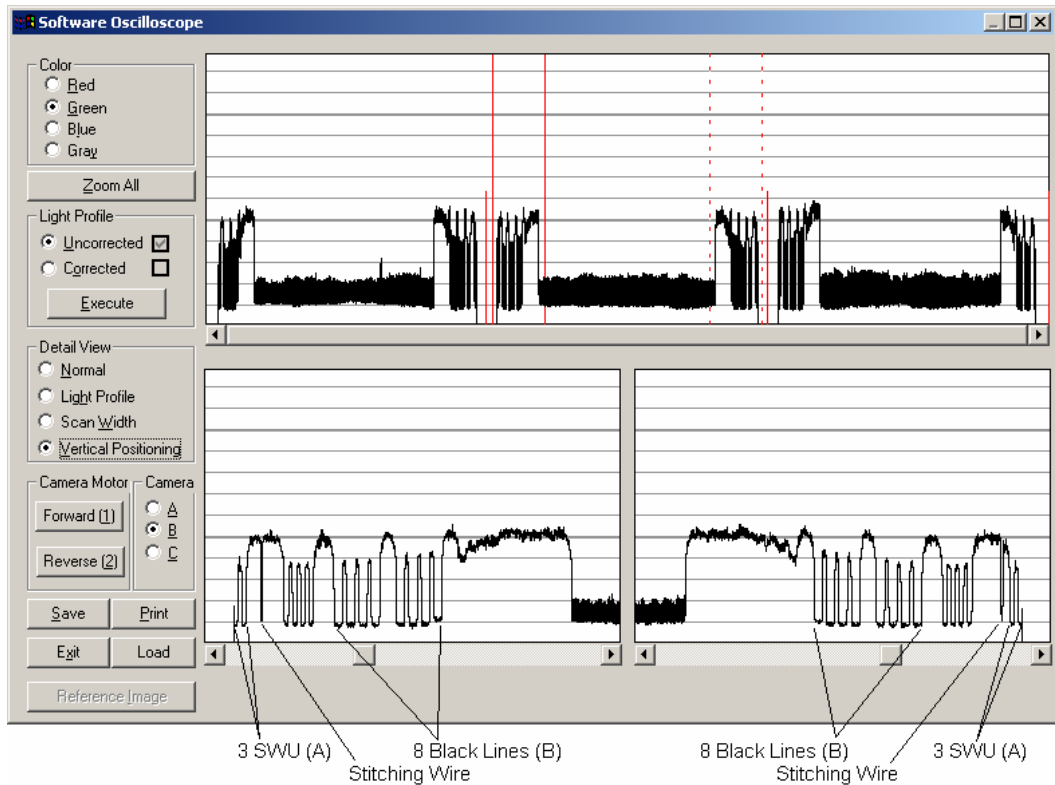 Software Oscilloscope
Color
Red
Green
Blue
Gray
Zoom All
Light Profile
Uncorrected
Corrected
Execute
Detail View
Normal
Light Profile
Scan Width
Vertical Positioning
Camera Motor
Forward (1)
Reverse (2)
Camera
A
B
C
Save Print
Exit Load
Reference Image
3 SWU (A) 8 Black Lines (B) 8 Black Lines (B) 3 SWU (A)
Stitching Wire Stitching Wire